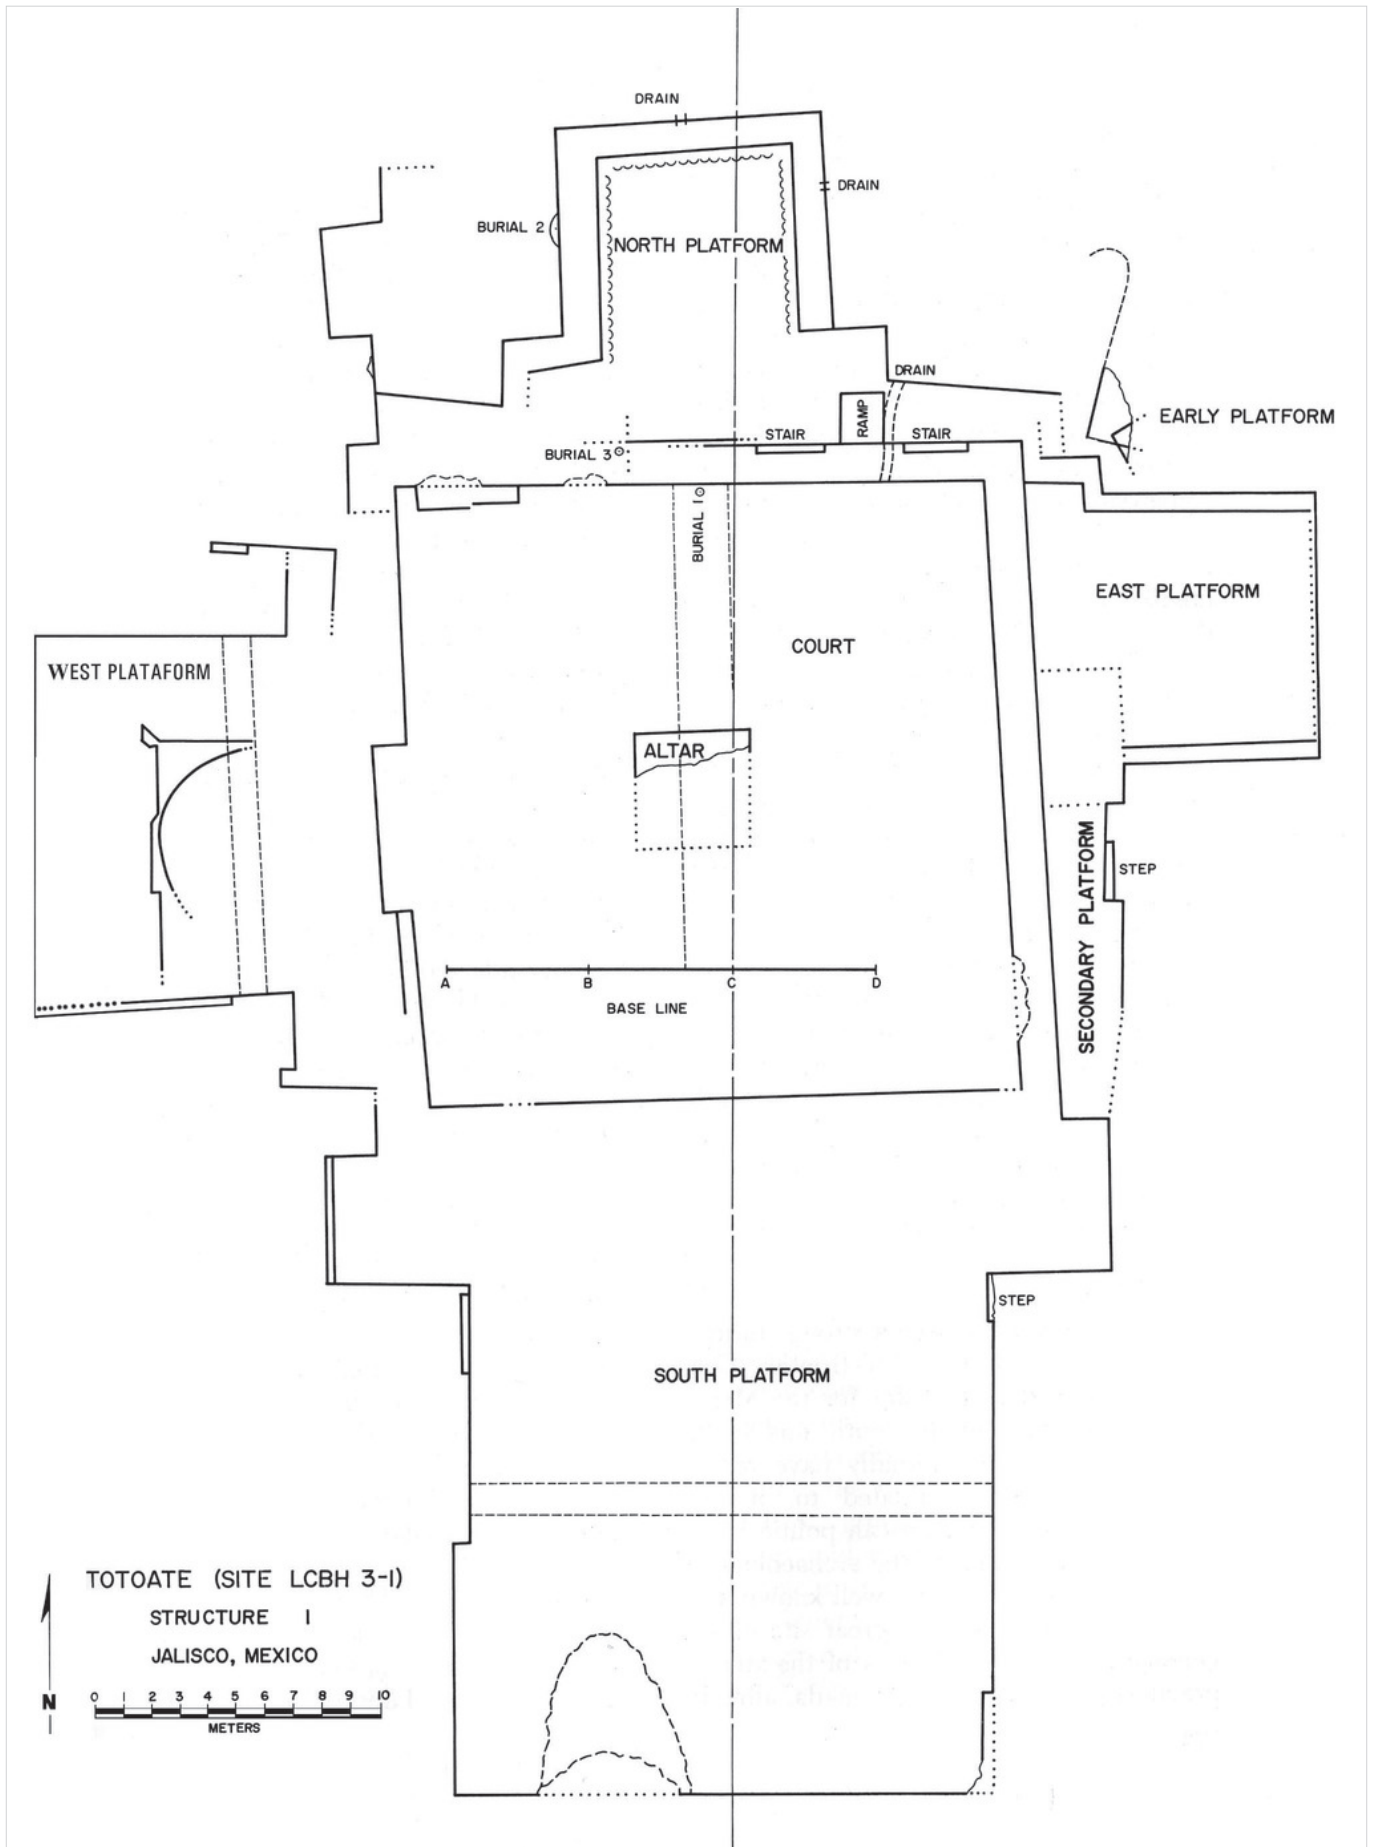 DRAIN
DRAIN
BURIAL 2
NORTH PLATFORM
DRAIN
EARLY PLATFORM
RAMP
STAIR
STAIR
BURIAL 3
BURIAL 1
EAST PLATFORM
COURT
WEST PLATAFORM
ALTAR
SECONDARY PLATFORM
STEP
A B C D
BASE LINE
STEP
SOUTH PLATFORM
TOTOATE (SITE LCBH 3-1)
STRUCTURE 1
JALISCO, MEXICO
N
0 1 2 3 4 5 6 7 8 9 10
METERS